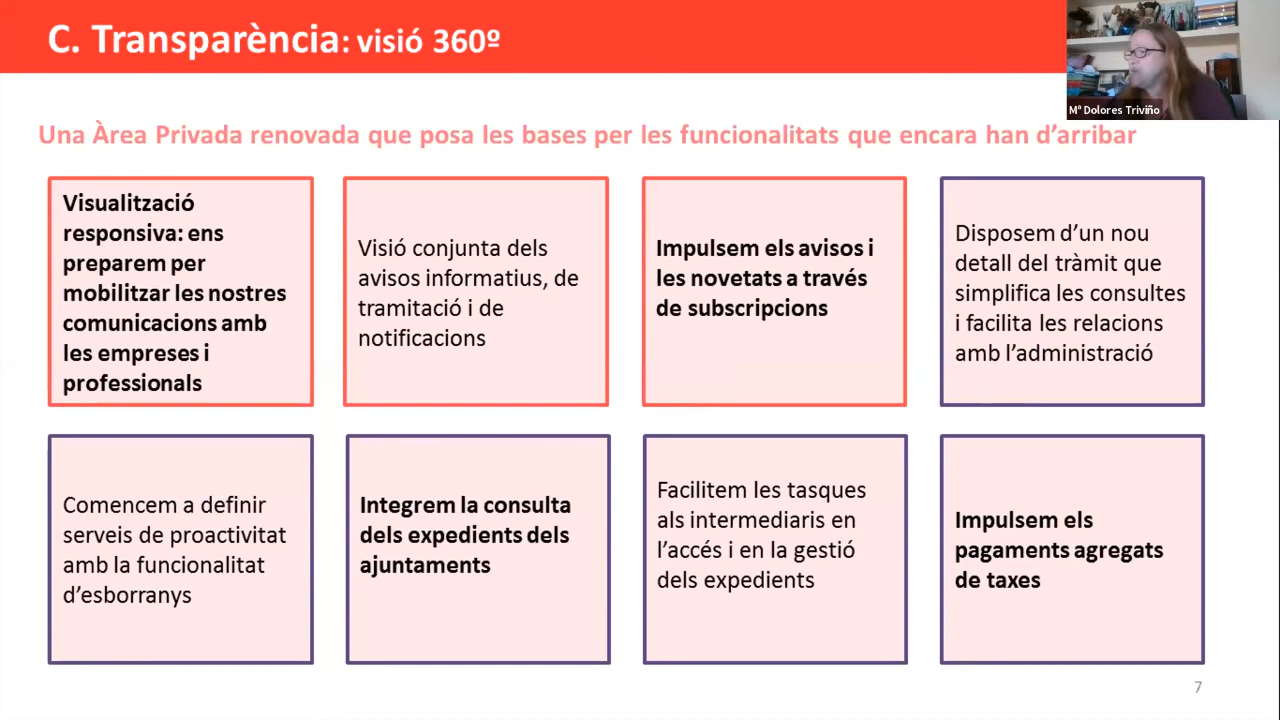 C. Transparència: visió 360º
Mª Dolores Triviño
Una Àrea Privada renovada que posa les bases per les funcionalitats que encara han d’arribar
Visualització
responsiva: ens
preparem per
mobilitzar les nostres
comunicacions amb
les empreses i
professionals
Visió conjunta dels
avisos informatius, de
tramitació i de
notificacions
Impulsem els avisos i
les novetats a través
de subscripcions
Disposem d’un nou
detall del tràmit que
simplifica les consultes
i facilita les relacions
amb l’administració
Comencem a definir
serveis de proactivitat
amb la funcionalitat
d’esborranys
Integrem la consulta
dels expedients dels
ajuntaments
Facilitem les tasques
als intermediaris en
l’accés i en la gestió
dels expedients
Impulsem els
pagaments agregats
de taxes
7